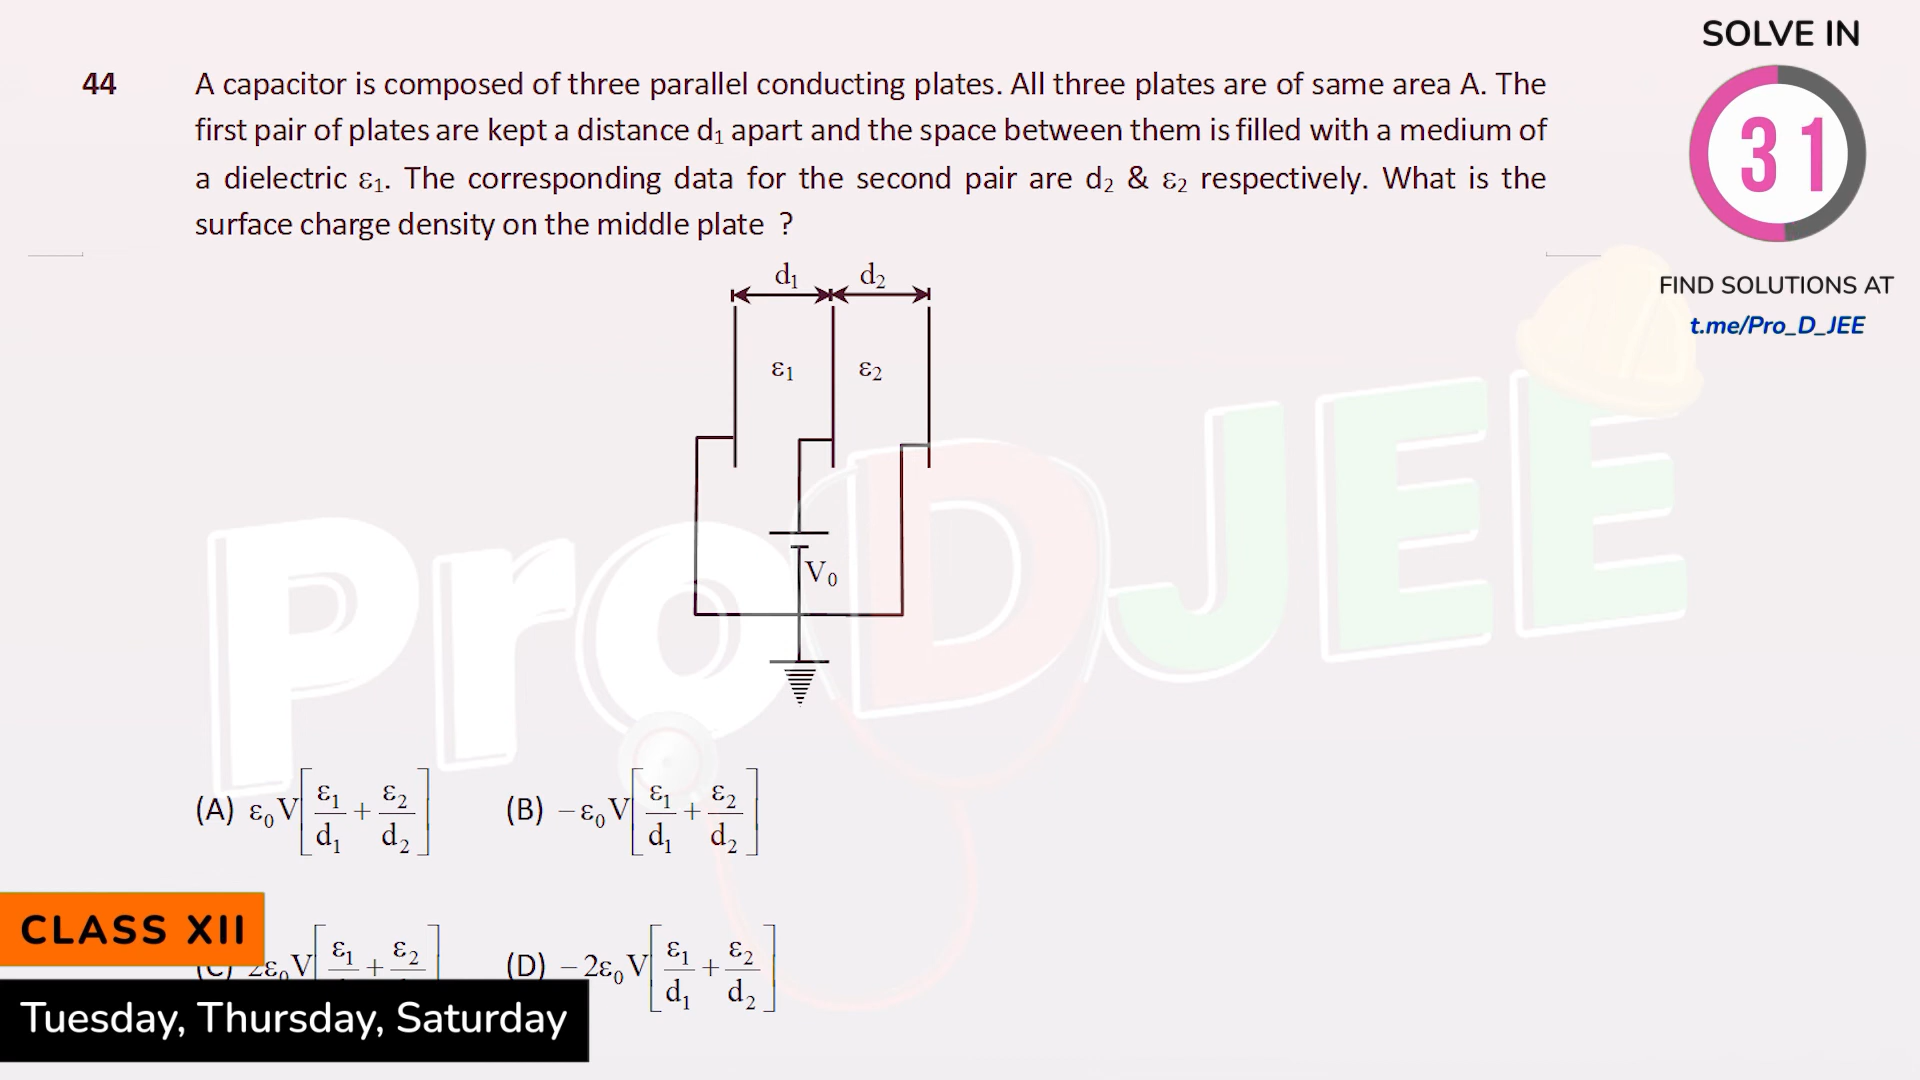 SOLVE IN
44 A capacitor is composed of three parallel conducting plates. All three plates are of same area A. The
first pair of plates are kept a distance d₁ apart and the space between them is filled with a medium of
a dielectric ε₁. The corresponding data for the second pair are d₂ & ε₂ respectively. What is the
surface charge density on the middle plate ?
31
FIND SOLUTIONS AT
t.me/Pro_D_JEE
d₁ d₂
ε₁ ε₂
V₀
Pro DJEE
(A) ε₀V[ε₁/d₁ + ε₂/d₂] (B) −ε₀V[ε₁/d₁ + ε₂/d₂]
CLASS XII
(C) 2ε₀V[ε₁ + ε₂] (D) −2ε₀V[ε₁/d₁ + ε₂/d₂]
Tuesday, Thursday, Saturday